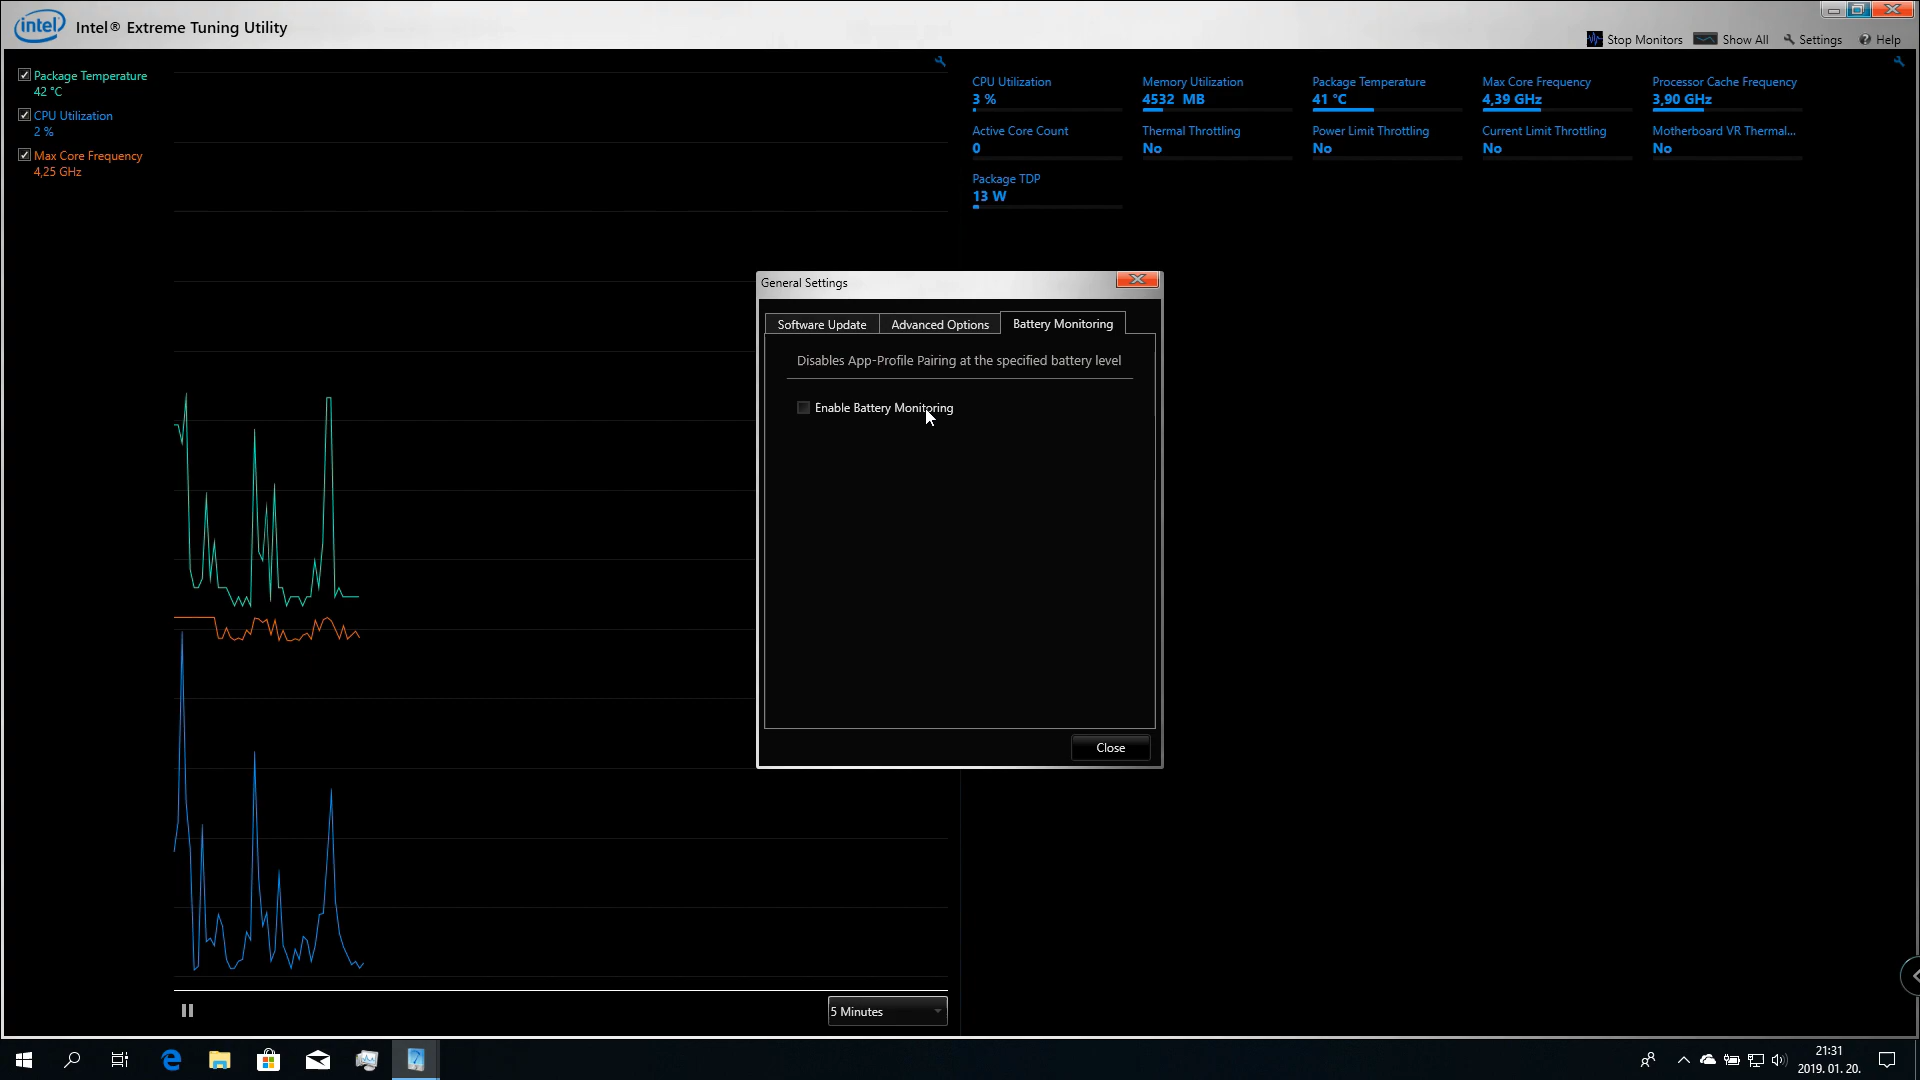 intel
Intel® Extreme Tuning Utility
Stop Monitors
Show All
Settings
Help
Package Temperature
42 °C
CPU Utilization
2 %
Max Core Frequency
4,25 GHz
CPU Utilization
3 %
Memory Utilization
4532 MB
Package Temperature
41 °C
Max Core Frequency
4,39 GHz
Processor Cache Frequency
3,90 GHz
Active Core Count
0
Thermal Throttling
No
Power Limit Throttling
No
Current Limit Throttling
No
Motherboard VR Thermal...
No
Package TDP
13 W
General Settings
Software Update
Advanced Options
Battery Monitoring
Disables App-Profile Pairing at the specified battery level
Enable Battery Monitoring
Close
5 Minutes
21:31
2019. 01. 20.